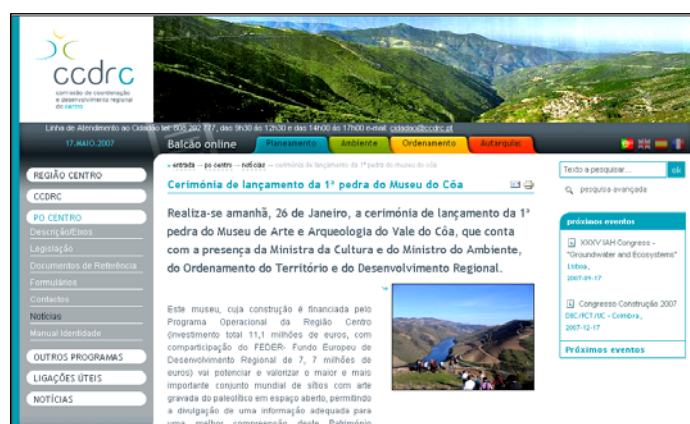 ccdrc
comissão de coordenação
e desenvolvimento regional
do centro
Linha de Atendimento ao Cidadão tel: 808 202 777, das 9h30 às 12h30 e das 14h00 às 17h00 e-mail: cidadao@ccdrc.pt
17.MAIO.2007
Balcão online
Planeamento
Ambiente
Ordenamento
Autarquias
REGIÃO CENTRO
CCDRC
PO CENTRO
Descrição/Eixos
Legislação
Documentos de Referência
Formulários
Contactos
Notícias
Manual Identidade
OUTROS PROGRAMAS
LIGAÇÕES ÚTEIS
NOTÍCIAS
entrada → po centro → notícias → cerimónia de lançamento da 1ª pedra do museu do côa
Cerimónia de lançamento da 1ª pedra do Museu do Côa
Realiza-se amanhã, 26 de Janeiro, a cerimónia de lançamento da 1ª
pedra do Museu de Arte e Arqueologia do Vale do Côa, que conta
com a presença da Ministra da Cultura e do Ministro do Ambiente,
do Ordenamento do Território e do Desenvolvimento Regional.
Este museu, cuja construção é financiada pelo
Programa Operacional da Região Centro
(investimento total 11,1 milhões de euros, com
comparticipação do FEDER- Fundo Europeu de
Desenvolvimento Regional de 7, 7 milhões de
euros) vai potenciar e valorizar o maior e mais
importante conjunto mundial de sítios com arte
gravada do paleolítico em espaço aberto, permitindo
a divulgação de uma informação adequada para
uma melhor compreensão deste Património
Texto a pesquisar...
ok
pesquisa avançada
próximos eventos
XXXV IAH Congress -
"Groundwater and Ecosystems"
Lisboa,
2007-09-17
Congresso Construção 2007
DEC/FCT/UC - Coimbra,
2007-12-17
Próximos eventos